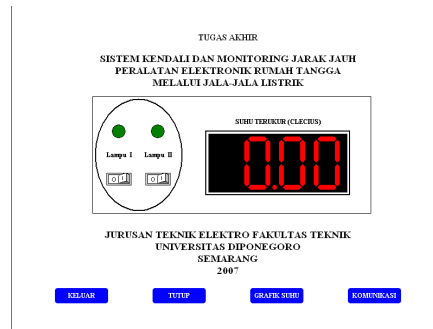 TUGAS AKHIR
SISTEM KENDALI DAN MONITORING JARAK JAUH
PERALATAN ELEKTRONIK RUMAH TANGGA
MELALUI JALA-JALA LISTRIK
SUHU TERUKUR (CLECIUS)
0.00
Lampu I Lampu II
JURUSAN TEKNIK ELEKTRO FAKULTAS TEKNIK
UNIVERSITAS DIPONEGORO
SEMARANG
2007
KELUAR TUTUP GRAFIK SUHU KOMUNIKASI